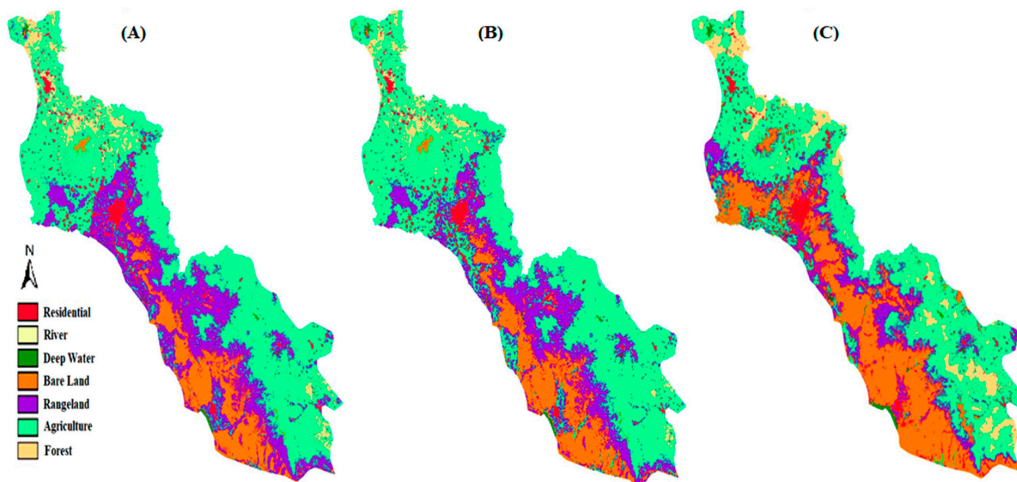 (A) (B) (C)
N
Residential
River
Deep Water
Bare Land
Rangeland
Agriculture
Forest